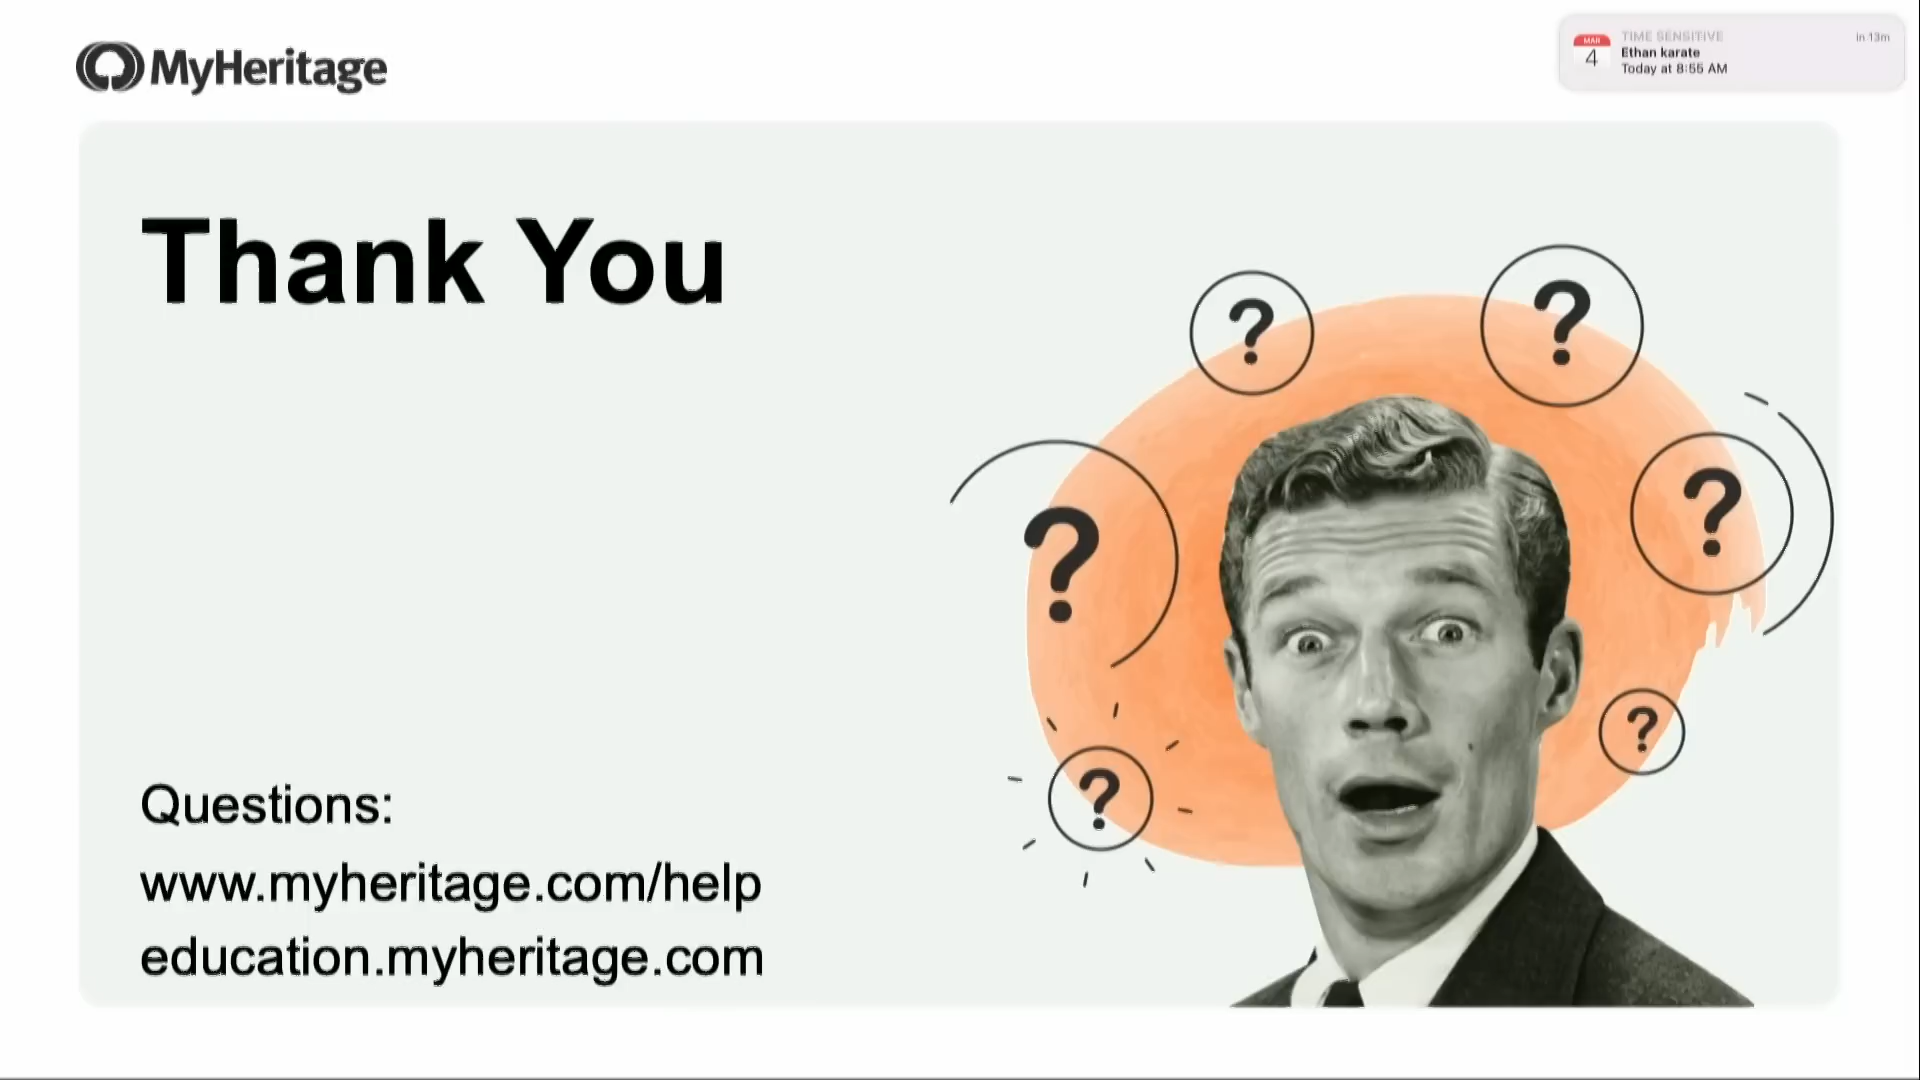 MyHeritage
MAR
4
TIME SENSITIVE
in 13m
Ethan karate
Today at 8:55 AM
Thank You
?
?
?
?
?
?
Questions:
www.myheritage.com/help
education.myheritage.com